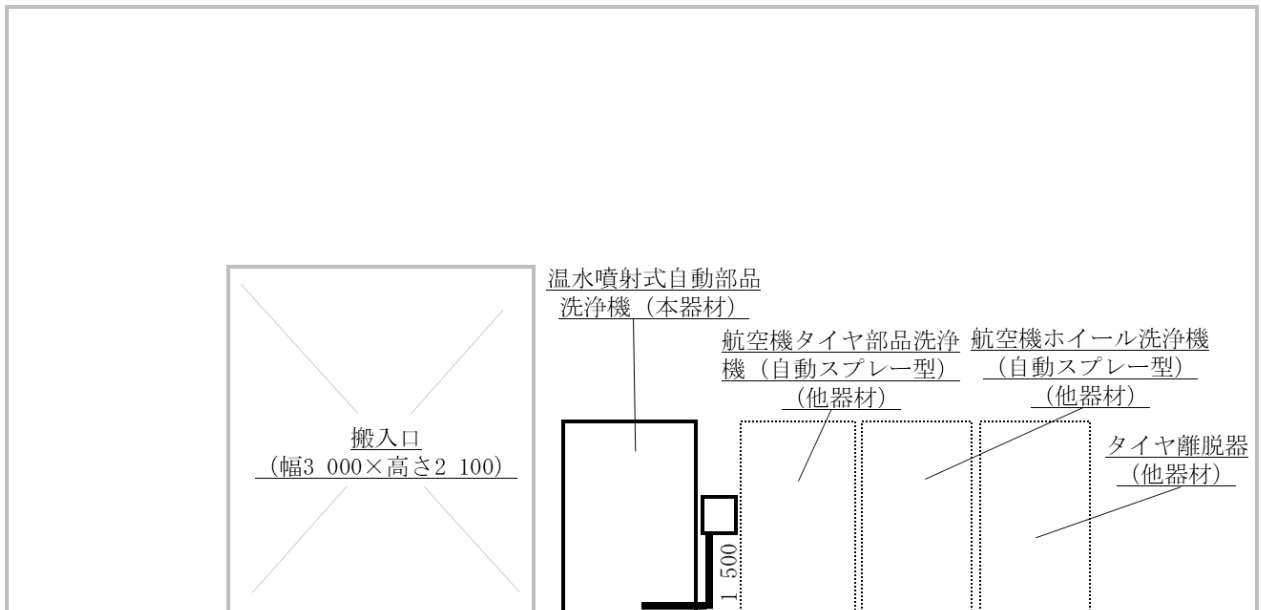 温水噴射式自動部品
洗浄機（本器材）
航空機タイヤ部品洗浄
機（自動スプレー型）
（他器材）
航空機ホイール洗浄機
（自動スプレー型）
（他器材）
搬入口
（幅3 000×高さ2 100）
タイヤ離脱器
（他器材）
1 500